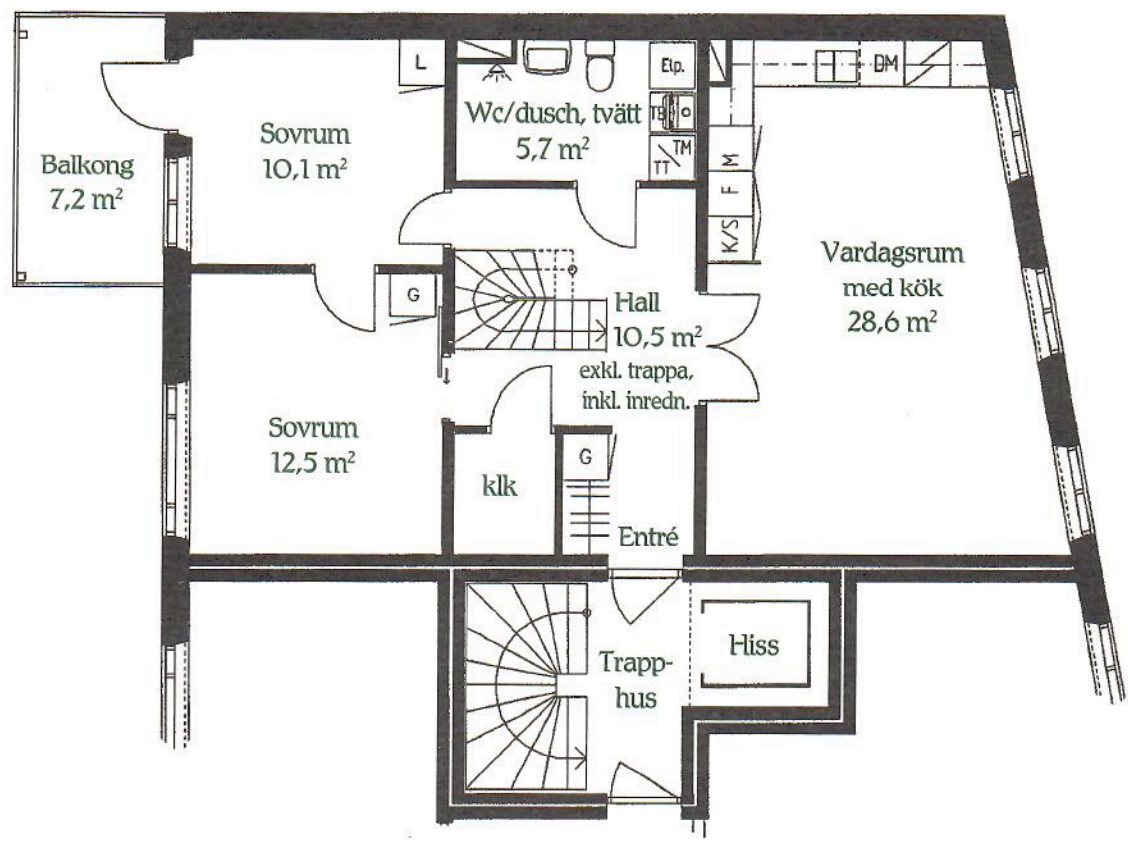 L
Elp.
DM
Sovrum
10,1 m²
Wc/dusch, tvätt
5,7 m²
TB
TM
TT
Balkong
7,2 m²
M
F
K/S
Vardagsrum
med kök
28,6 m²
G
Hall
10,5 m²
exkl. trappa,
inkl. inredn.
Sovrum
12,5 m²
klk
G
Entré
Trapp-
hus
Hiss